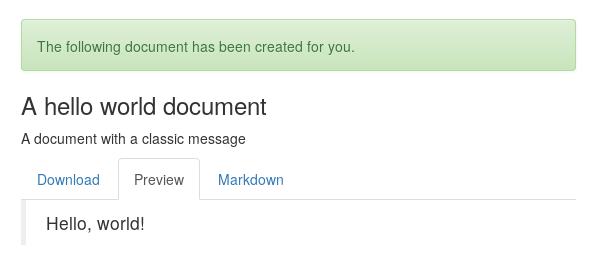 The following document has been created for you.
A hello world document
A document with a classic message
Download Preview Markdown
Hello, world!